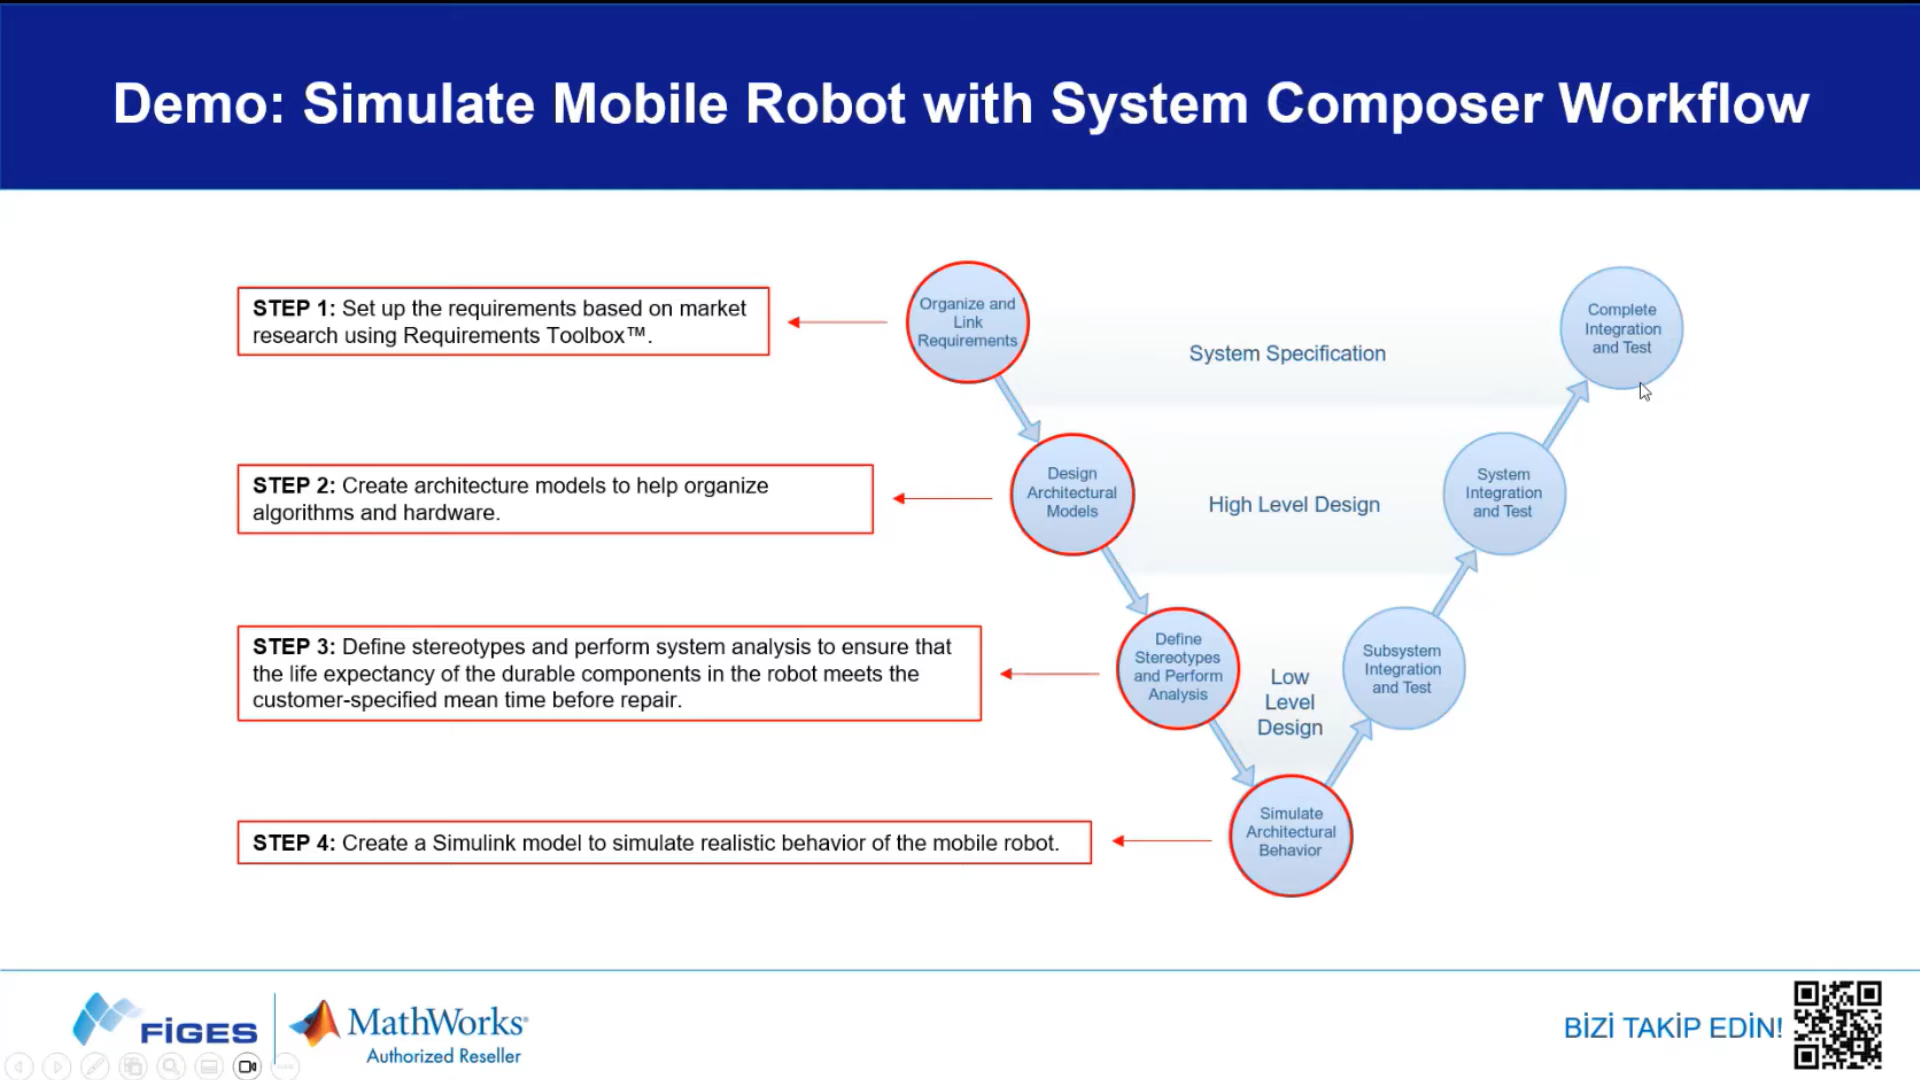 Demo: Simulate Mobile Robot with System Composer Workflow
STEP 1: Set up the requirements based on market
research using Requirements Toolbox™.
STEP 2: Create architecture models to help organize
algorithms and hardware.
STEP 3: Define stereotypes and perform system analysis to ensure that
the life expectancy of the durable components in the robot meets the
customer-specified mean time before repair.
STEP 4: Create a Simulink model to simulate realistic behavior of the mobile robot.
Organize and
Link
Requirements
System Specification
Complete
Integration
and Test
Design
Architectural
Models
High Level Design
System
Integration
and Test
Define
Stereotypes
and Perform
Analysis
Low
Level
Design
Subsystem
Integration
and Test
Simulate
Architectural
Behavior
FİGES
MathWorks®
Authorized Reseller
BİZİ TAKİP EDİN!